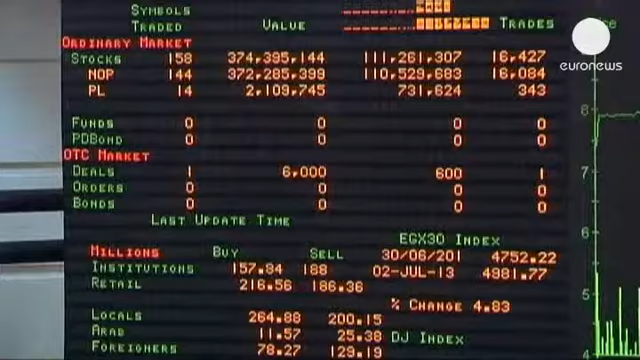 SYMBOLS
TRADED VALUE TRADES
ORDINARY MARKET
STOCKS 158 374,395,144 111,261,307 16,427
NOP 144 372,285,399 110,529,683 16,084
PL 14 2,109,745 731,624 343
FUNDS 0 0 0 0
PDBOND 0 0 0 0
OTC MARKET
DEALS 1 6,000 600 1
ORDERS 0 0 0 0
BONDS 0 0 0 0
LAST UPDATE TIME
EGX30 INDEX
MILLIONS BUY SELL 30/06/201 4752.22
INSTITUTIONS 157.84 188 02-JUL-13 4981.77
RETAIL 216.56 186.36
% CHANGE 4.83
LOCALS 264.88 200.15
ARAB 11.57 25.38 DJ INDEX
FOREIGNERS 78.27 129.19
euronews
8
7
6
5
4